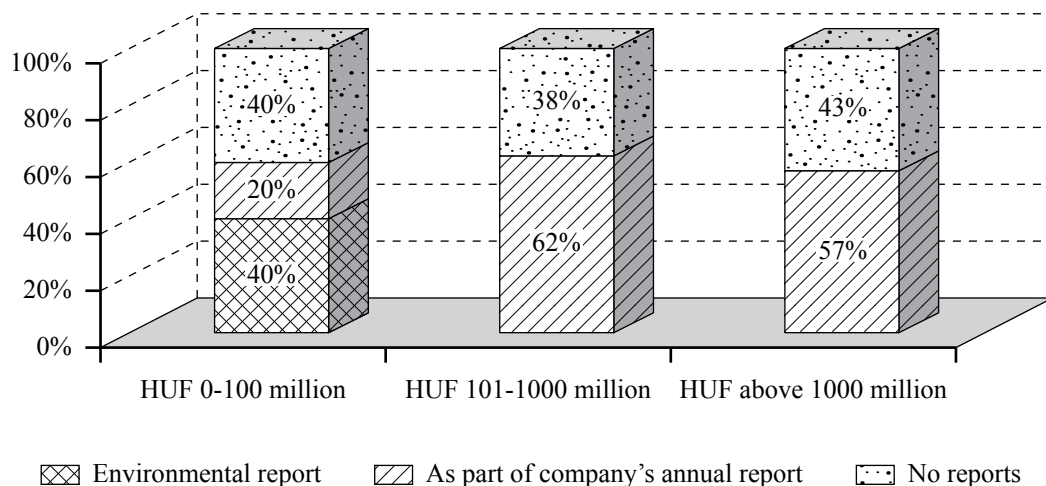 100%
80%
60%
40%
20%
0%
40%
20%
40%
38%
62%
43%
57%
HUF 0-100 million
HUF 101-1000 million
HUF above 1000 million
Environmental report
As part of company’s annual report
No reports